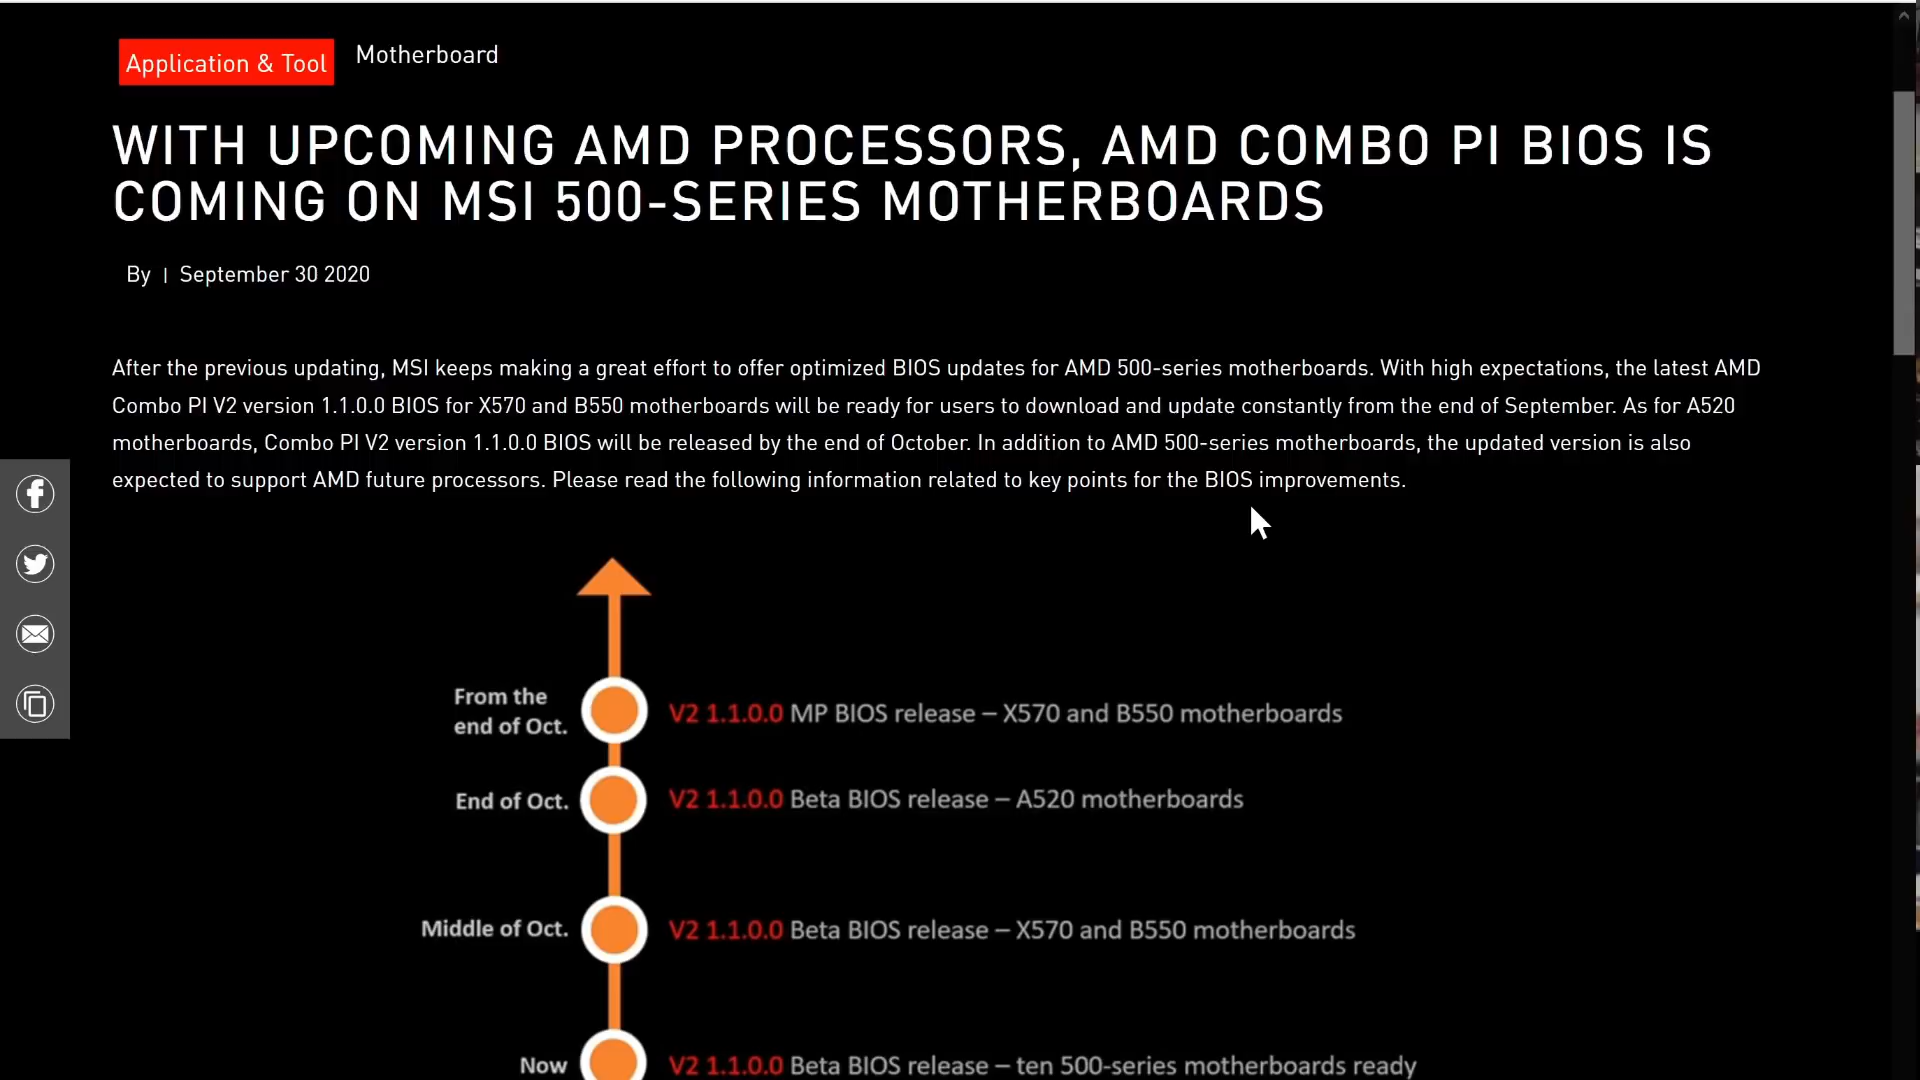 Application & Tool
Motherboard
WITH UPCOMING AMD PROCESSORS, AMD COMBO PI BIOS IS
COMING ON MSI 500-SERIES MOTHERBOARDS
By | September 30 2020
After the previous updating, MSI keeps making a great effort to offer optimized BIOS updates for AMD 500-series motherboards. With high expectations, the latest AMD
Combo PI V2 version 1.1.0.0 BIOS for X570 and B550 motherboards will be ready for users to download and update constantly from the end of September. As for A520
motherboards, Combo PI V2 version 1.1.0.0 BIOS will be released by the end of October. In addition to AMD 500-series motherboards, the updated version is also
expected to support AMD future processors. Please read the following information related to key points for the BIOS improvements.
From the
end of Oct.
V2 1.1.0.0 MP BIOS release – X570 and B550 motherboards
End of Oct.
V2 1.1.0.0 Beta BIOS release – A520 motherboards
Middle of Oct.
V2 1.1.0.0 Beta BIOS release – X570 and B550 motherboards
Now
V2 1.1.0.0 Beta BIOS release – ten 500-series motherboards ready